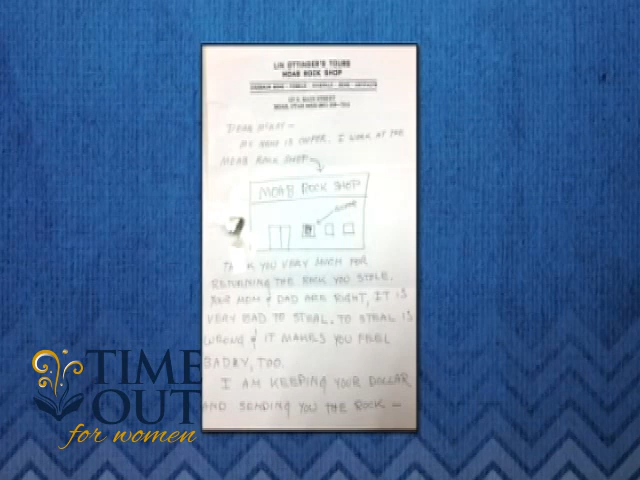 LIN OTTINGER'S TOURS
MOAB ROCK SHOP
DEAR
MY NAME IS I WORK AT THE
MOAB ROCK SHOP
MOAB ROCK SHOP
THANK YOU VERY MUCH FOR
RETURNING THE ROCK YOU STOLE.
YOUR MOM & DAD ARE RIGHT, IT IS
VERY BAD TO STEAL. TO STEAL IS
WRONG & IT MAKES YOU FEEL
BADLY, TOO.
I AM KEEPING YOUR DOLLAR
AND SENDING YOU THE ROCK —
TIME
OUT
for women